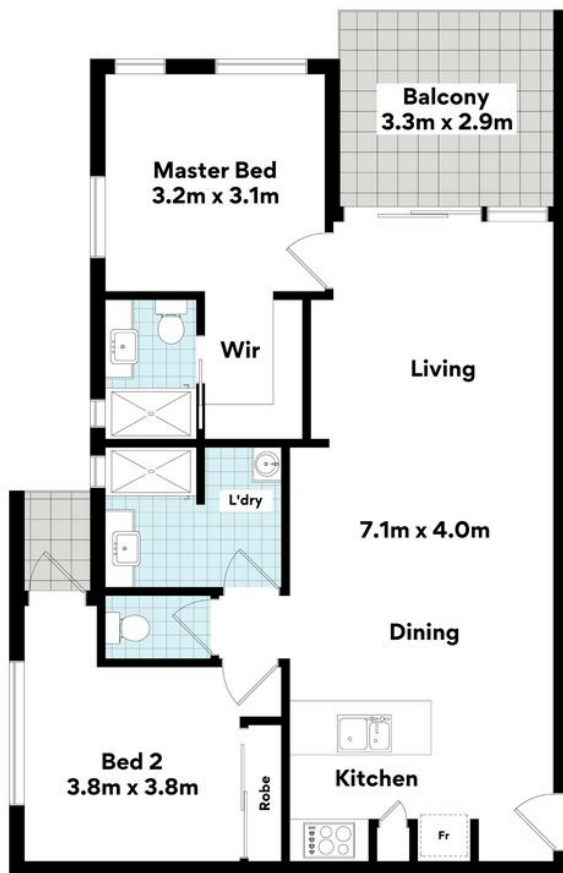 Balcony
3.3m x 2.9m
Master Bed
3.2m x 3.1m
Wir
Living
L'dry
7.1m x 4.0m
Dining
Bed 2
3.8m x 3.8m
Robe
Kitchen
Fr